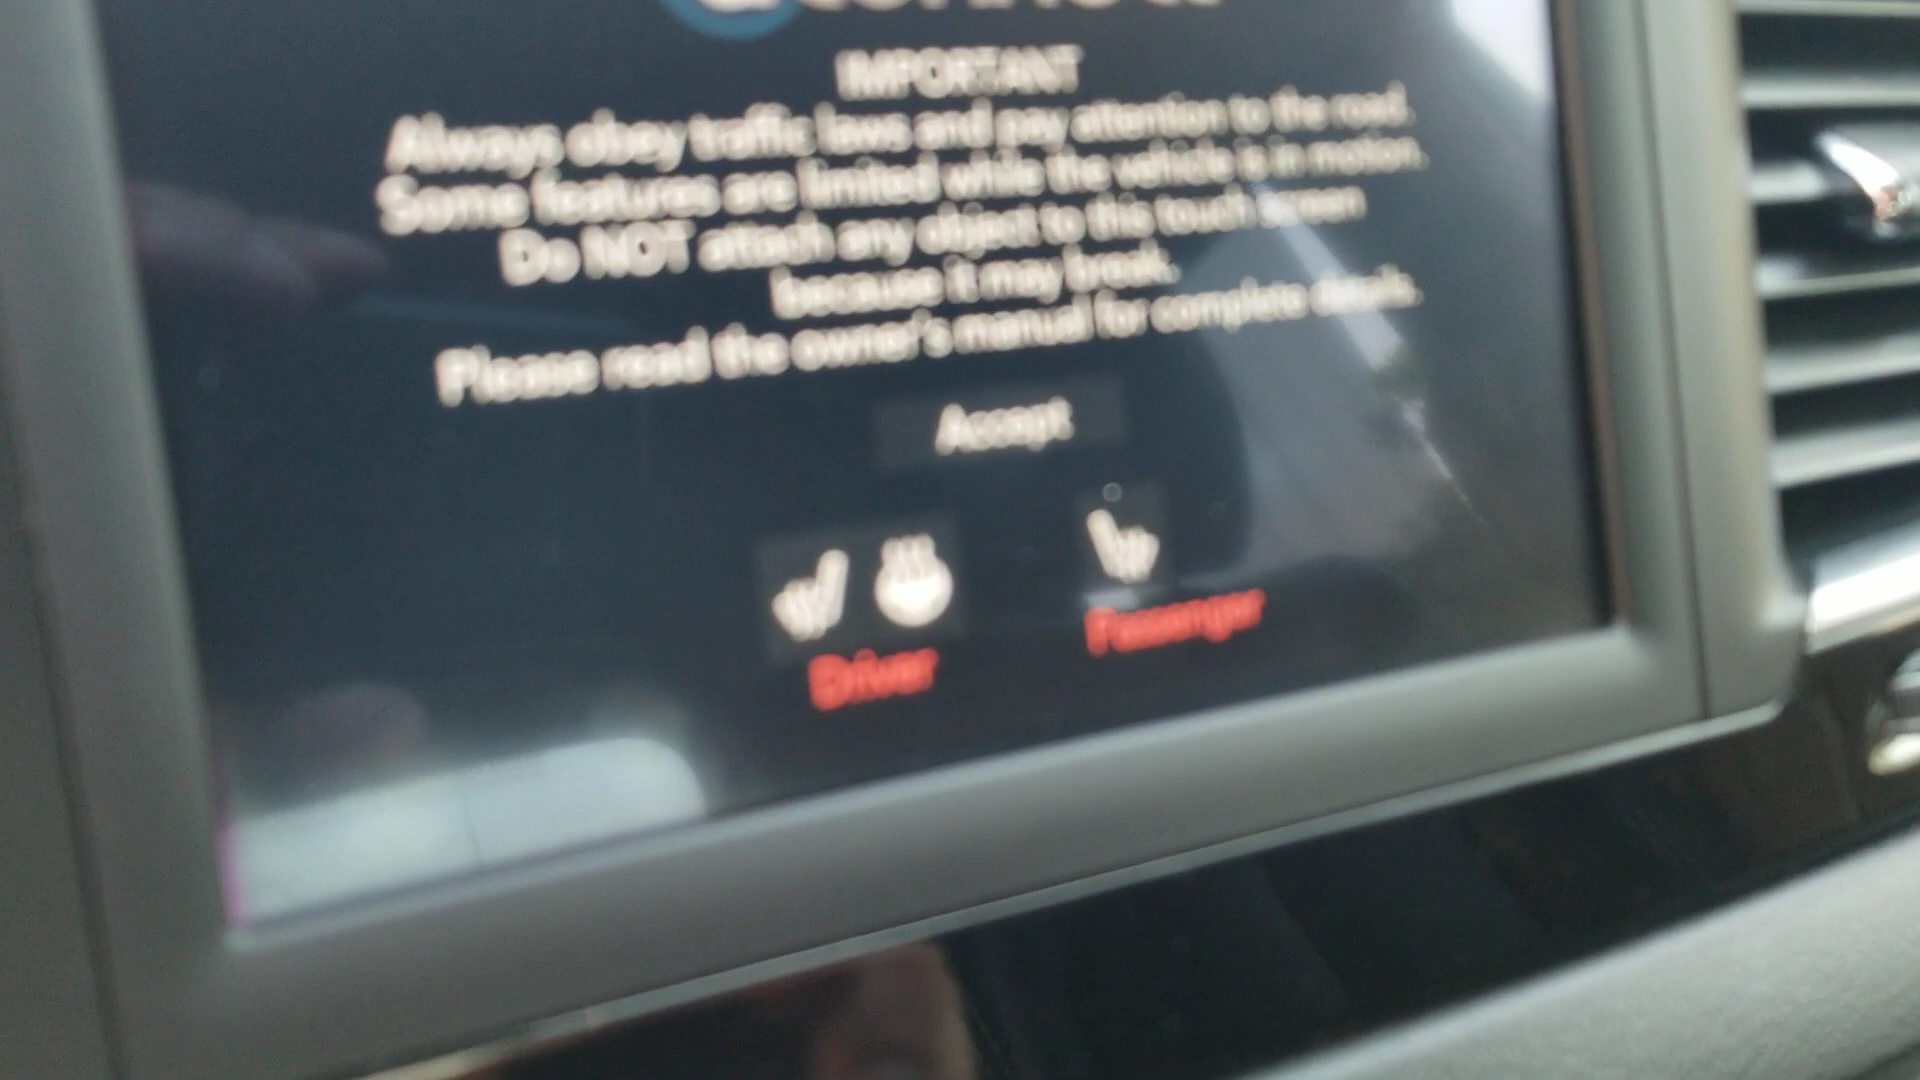 IMPORTANT
Always obey traffic laws and pay attention to the road.
Some features are limited while the vehicle is in motion.
Do NOT attach any object to this touch screen
because it may break.
Please read the owner's manual for complete details.
Accept
Driver
Passenger